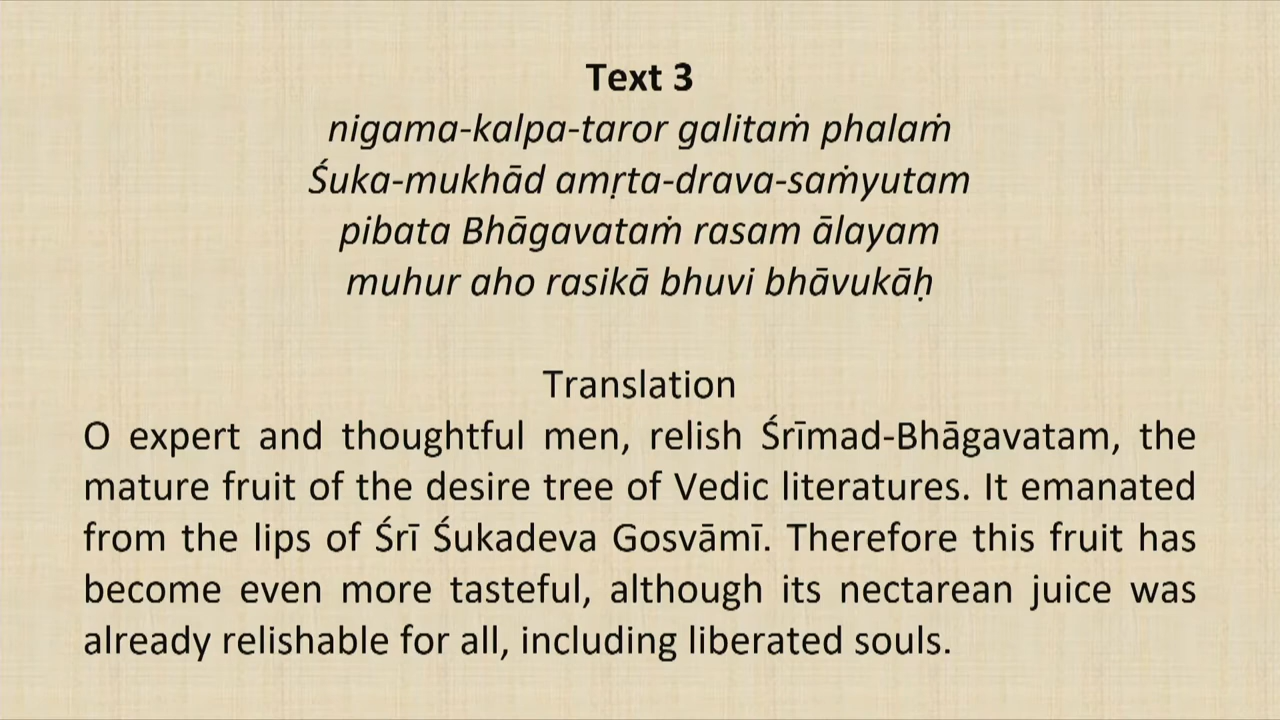 Text 3
nigama-kalpa-taror galitaṁ phalaṁ
Śuka-mukhād amṛta-drava-saṁyutam
pibata Bhāgavataṁ rasam ālayam
muhur aho rasikā bhuvi bhāvukāḥ
Translation
O expert and thoughtful men, relish Śrīmad-Bhāgavatam, the
mature fruit of the desire tree of Vedic literatures. It emanated
from the lips of Śrī Śukadeva Gosvāmī. Therefore this fruit has
become even more tasteful, although its nectarean juice was
already relishable for all, including liberated souls.